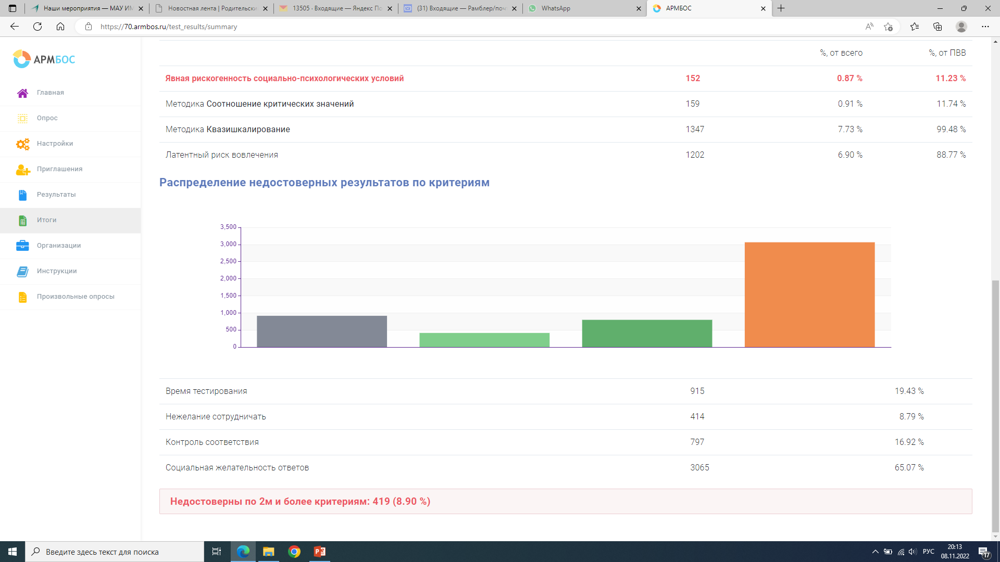 Наши мероприятия — МАУ ИМ
Новостная лента | Родительски
13505 · Входящие — Яндекс По
(31) Входящие — Рамблер/поч
WhatsApp
АРМБОС
https://70.armbos.ru/test_results/summary
АРМБОС
Главная
Опрос
Настройки
Приглашения
Результаты
Итоги
Организации
Инструкции
Произвольные опросы
%, от всего %, от ПВВ
Явная рискогенность социально-психологических условий 152 0.87 % 11.23 %
Методика Соотношение критических значений 159 0.91 % 11.74 %
Методика Квазишкалирование 1347 7.73 % 99.48 %
Латентный риск вовлечения 1202 6.90 % 88.77 %
Распределение недостоверных результатов по критериям
3,500
3,000
2,500
2,000
1,500
1,000
500
0
Время тестирования 915 19.43 %
Нежелание сотрудничать 414 8.79 %
Контроль соответствия 797 16.92 %
Социальная желательность ответов 3065 65.07 %
Недостоверны по 2м и более критериям: 419 (8.90 %)
Введите здесь текст для поиска
РУС
20:13
08.11.2022
17